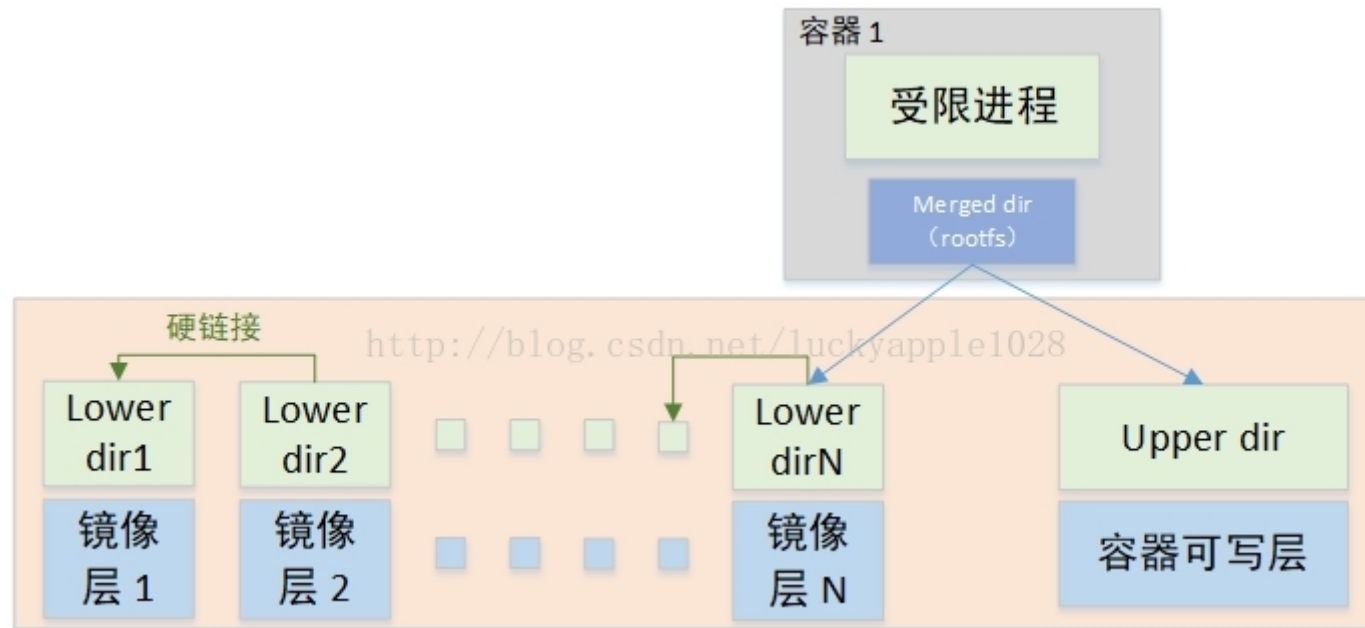 容器 1
受限进程
Merged dir
（rootfs）
硬链接
http://blog.csdn.net/luckyapple1028
Lower
dir1
Lower
dir2
Lower
dirN
Upper dir
镜像
层 1
镜像
层 2
镜像
层 N
容器可写层